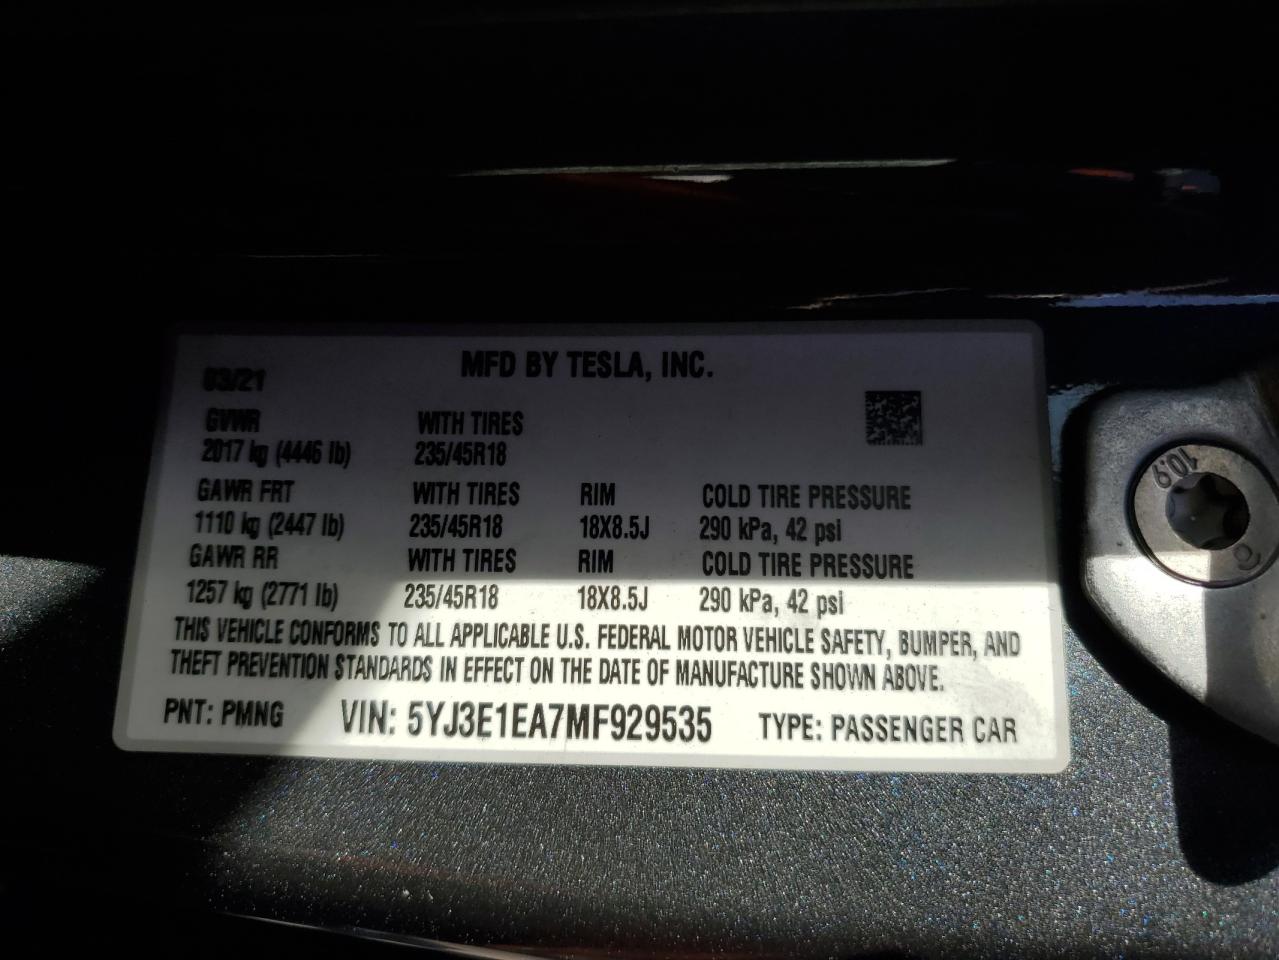 MFD BY TESLA, INC.
03/21
GVWR WITH TIRES
2017 kg (4446 lb) 235/45R18
GAWR FRT WITH TIRES RIM COLD TIRE PRESSURE
1110 kg (2447 lb) 235/45R18 18X8.5J 290 kPa, 42 psi
GAWR RR WITH TIRES RIM COLD TIRE PRESSURE
1257 kg (2771 lb) 235/45R18 18X8.5J 290 kPa, 42 psi
THIS VEHICLE CONFORMS TO ALL APPLICABLE U.S. FEDERAL MOTOR VEHICLE SAFETY, BUMPER, AND
THEFT PREVENTION STANDARDS IN EFFECT ON THE DATE OF MANUFACTURE SHOWN ABOVE.
PNT: PMNG VIN: 5YJ3E1EA7MF929535 TYPE: PASSENGER CAR
10.9